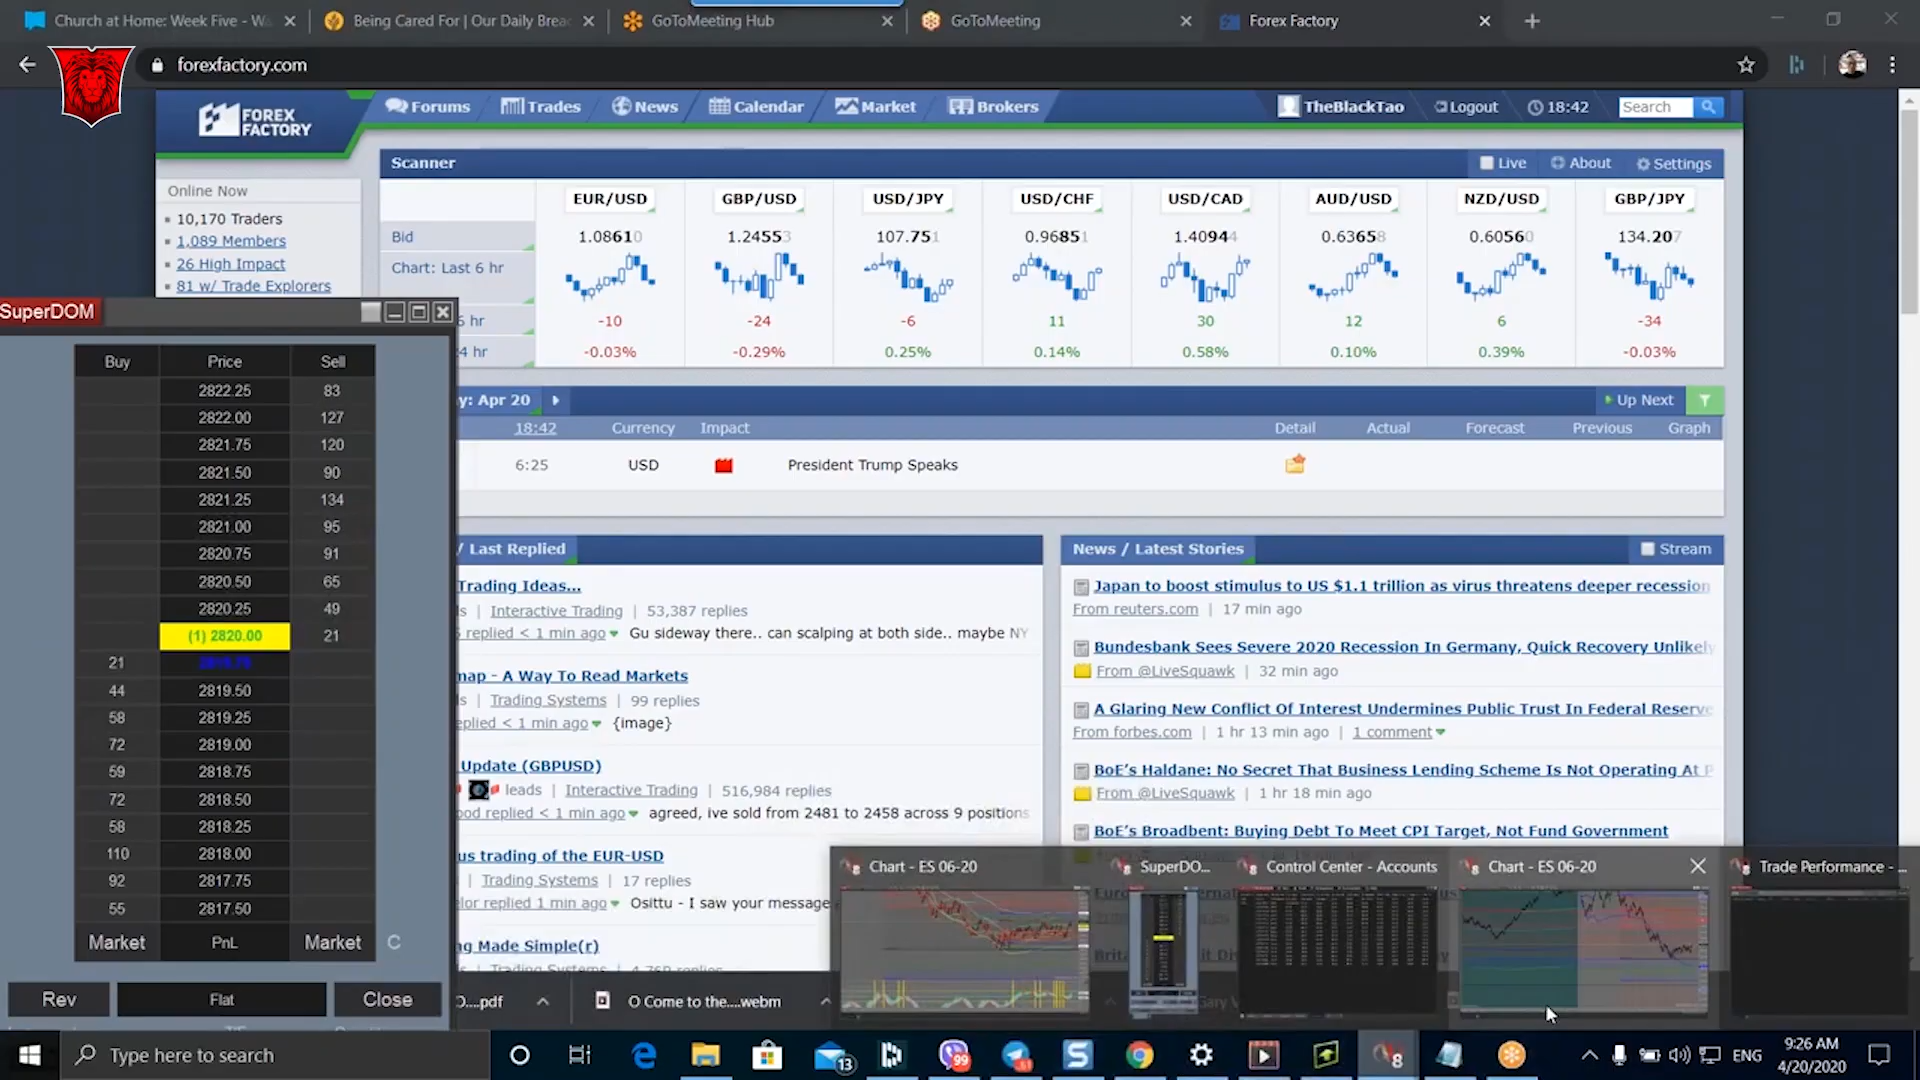 Church at Home: Week Five - Wa
Being Cared For | Our Daily Brea
GoToMeeting Hub
GoToMeeting
Forex Factory
forexfactory.com
FOREX FACTORY
Forums
Trades
News
Calendar
Market
Brokers
TheBlackTao
Logout
18:42
Search
Online Now
10,170 Traders
1,089 Members
26 High Impact
81 w/ Trade Explorers
Scanner
Live
About
Settings
EUR/USD GBP/USD USD/JPY USD/CHF USD/CAD AUD/USD NZD/USD GBP/JPY
Bid 1.08610 1.24553 107.751 0.96851 1.40944 0.63658 0.60560 134.207
Chart: Last 6 hr
6 hr -10 -24 -6 11 30 12 6 -34
4 hr -0.03% -0.29% 0.25% 0.14% 0.58% 0.10% 0.39% -0.03%
y: Apr 20
Up Next
18:42 Currency Impact Detail Actual Forecast Previous Graph
6:25 USD President Trump Speaks
/ Last Replied
Trading Ideas...
ds | Interactive Trading | 53,387 replies
replied < 1 min ago Gu sideway there.. can scalping at both side.. maybe NY
map - A Way To Read Markets
ds | Trading Systems | 99 replies
eplied < 1 min ago {image}
Update (GBPUSD)
leads | Interactive Trading | 516,984 replies
ood replied < 1 min ago agreed, ive sold from 2481 to 2458 across 9 positions
us trading of the EUR-USD
Trading Systems | 17 replies
elor replied 1 min ago Osittu - I saw your message
ng Made Simple(r)
Trading Systems
News / Latest Stories
Stream
Japan to boost stimulus to US $1.1 trillion as virus threatens deeper recession
From reuters.com | 17 min ago
Bundesbank Sees Severe 2020 Recession In Germany, Quick Recovery Unlikely
From @LiveSquawk | 32 min ago
A Glaring New Conflict Of Interest Undermines Public Trust In Federal Reserve
From forbes.com | 1 hr 13 min ago | 1 comment
BoE's Haldane: No Secret That Business Lending Scheme Is Not Operating At P
From @LiveSquawk | 1 hr 18 min ago
BoE's Broadbent: Buying Debt To Meet CPI Target, Not Fund Government
SuperDOM
Buy Price Sell
2822.25 83
2822.00 127
2821.75 120
2821.50 90
2821.25 134
2821.00 95
2820.75 91
2820.50 65
2820.25 49
(1) 2820.00 21
21 2819.75
44 2819.50
58 2819.25
72 2819.00
59 2818.75
72 2818.50
58 2818.25
110 2818.00
92 2817.75
55 2817.50
Market PnL Market C
Rev Flat Close
Chart - ES 06-20
SuperDO...
Control Center - Accounts
Chart - ES 06-20
Trade Performance - ...
O....pdf
O Come to the....webm
Type here to search
13
99
8
ENG
9:26 AM
4/20/2020